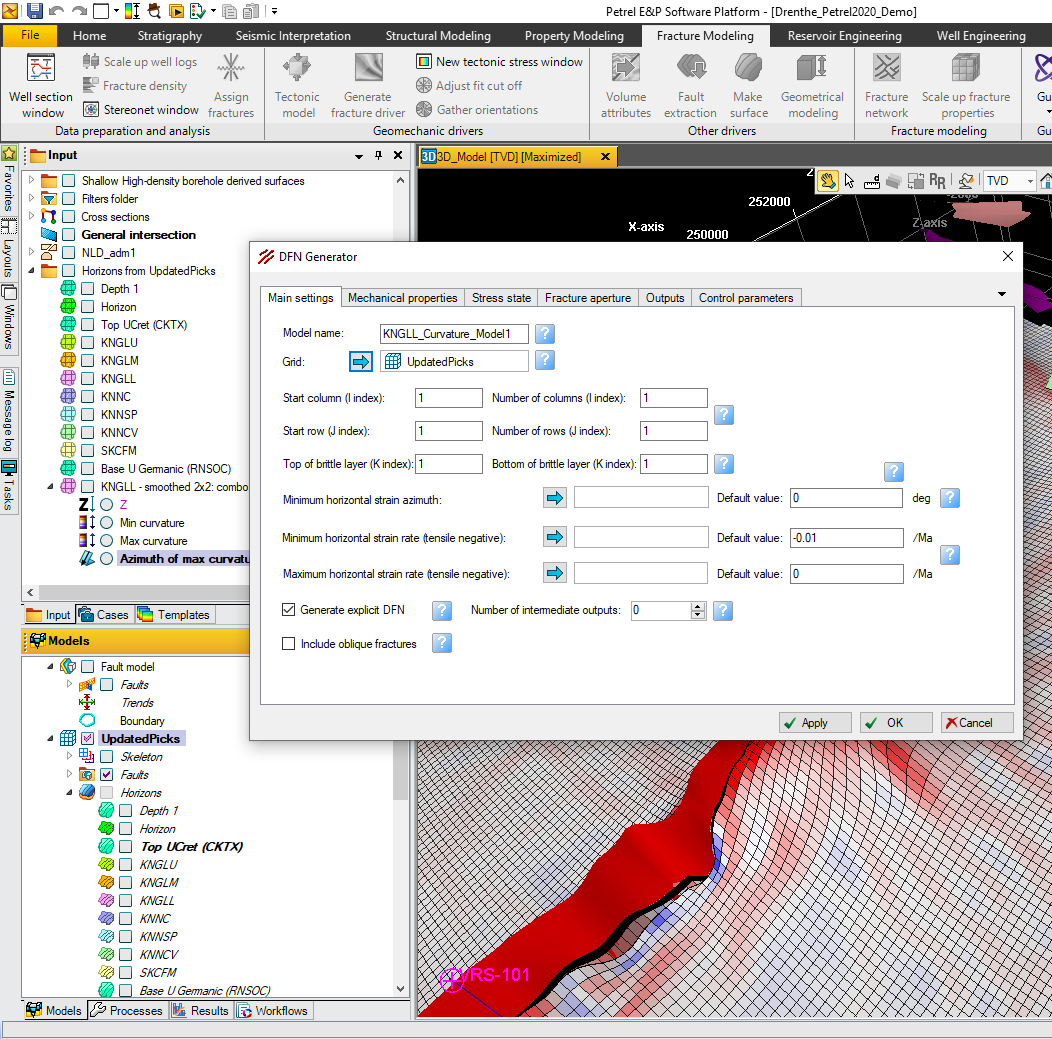 Petrel E&P Software Platform - [Drenthe_Petrel2020_Demo]
File Home Stratigraphy Seismic Interpretation Structural Modeling Property Modeling Fracture Modeling Reservoir Engineering Well Engineering
Well section window
Scale up well logs
Fracture density
Stereonet window
Assign fractures
Data preparation and analysis
Tectonic model
Generate fracture driver
New tectonic stress window
Adjust fit cut off
Gather orientations
Geomechanic drivers
Volume attributes
Fault extraction
Make surface
Geometrical modeling
Other drivers
Fracture network
Scale up fracture properties
Fracture modeling
Gu
Gu
Favorites
Layouts
Windows
Message log
Tasks
Input
Shallow High-density borehole derived surfaces
Filters folder
Cross sections
General intersection
NLD_adm1
Horizons from UpdatedPicks
Depth 1
Horizon
Top UCret (CKTX)
KNGLU
KNGLM
KNGLL
KNNC
KNNSP
KNNCV
SKCFM
Base U Germanic (RNSOC)
KNGLL - smoothed 2x2: combo
Z Z
Min curvature
Max curvature
Azimuth of max curvatu
Input Cases Templates
Models
Fault model
Faults
Trends
Boundary
UpdatedPicks
Skeleton
Faults
Horizons
Depth 1
Horizon
Top UCret (CKTX)
KNGLU
KNGLM
KNGLL
KNNC
KNNSP
KNNCV
SKCFM
Base U Germanic (RNSOC)
Models Processes Results Workflows
3D 3D_Model [TVD] [Maximized]
TVD
2
252000
X-axis
250000
Z-axis
DFN Generator
Main settings Mechanical properties Stress state Fracture aperture Outputs Control parameters
Model name: KNGLL_Curvature_Model1 ?
Grid: UpdatedPicks ?
Start column (I index): 1 Number of columns (I index): 1 ?
Start row (J index): 1 Number of rows (J index): 1
Top of brittle layer (K index): 1 Bottom of brittle layer (K index): 1 ?
?
Minimum horizontal strain azimuth: Default value: 0 deg ?
Minimum horizontal strain rate (tensile negative): Default value: -0.01 /Ma
?
Maximum horizontal strain rate (tensile negative): Default value: 0 /Ma
Generate explicit DFN ? Number of intermediate outputs: 0 ?
Include oblique fractures ?
Apply OK Cancel
RS-101